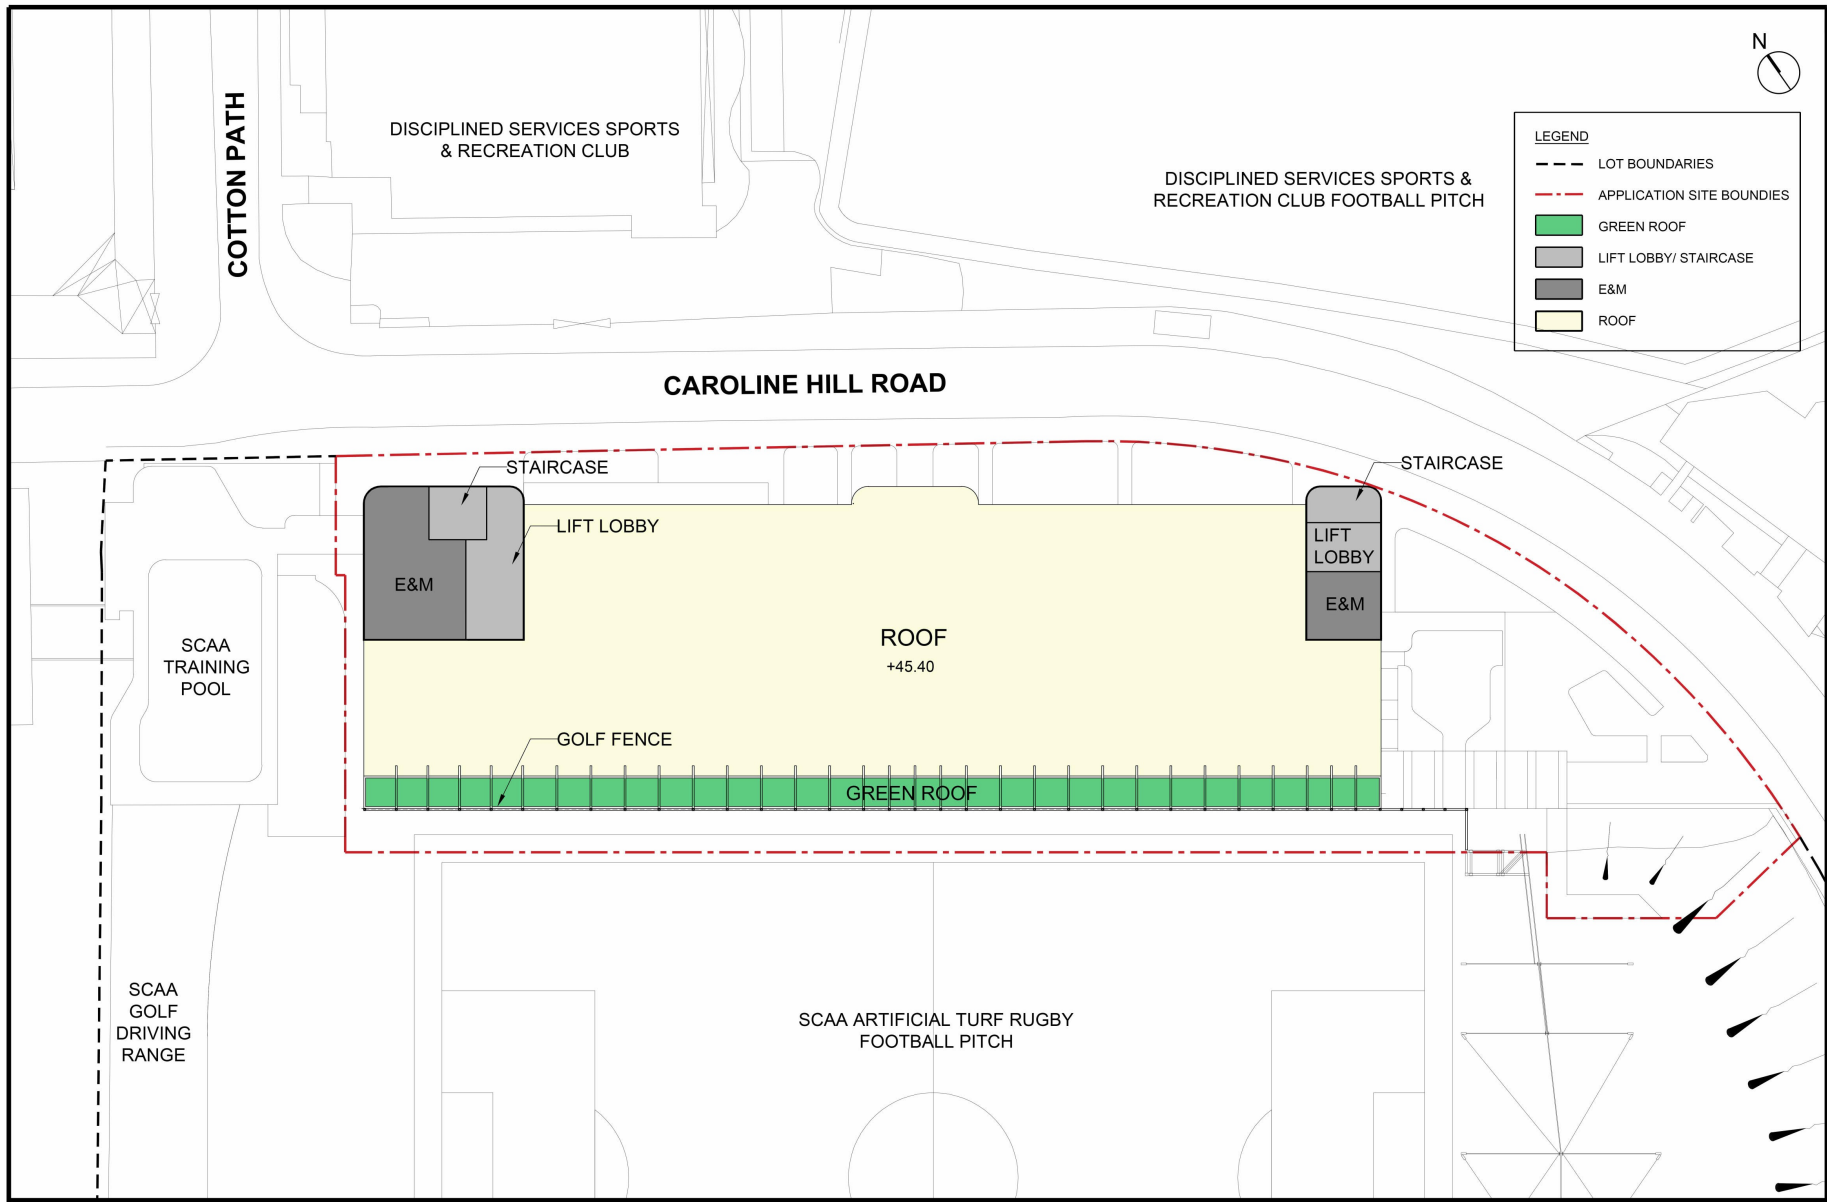 N
COTTON PATH
DISCIPLINED SERVICES SPORTS
& RECREATION CLUB
DISCIPLINED SERVICES SPORTS &
RECREATION CLUB FOOTBALL PITCH
LEGEND
LOT BOUNDARIES
APPLICATION SITE BOUNDIES
GREEN ROOF
LIFT LOBBY/ STAIRCASE
E&M
ROOF
CAROLINE HILL ROAD
STAIRCASE
LIFT LOBBY
E&M
STAIRCASE
LIFT
LOBBY
E&M
ROOF
+45.40
SCAA
TRAINING
POOL
GOLF FENCE
GREEN ROOF
SCAA
GOLF
DRIVING
RANGE
SCAA ARTIFICIAL TURF RUGBY
FOOTBALL PITCH